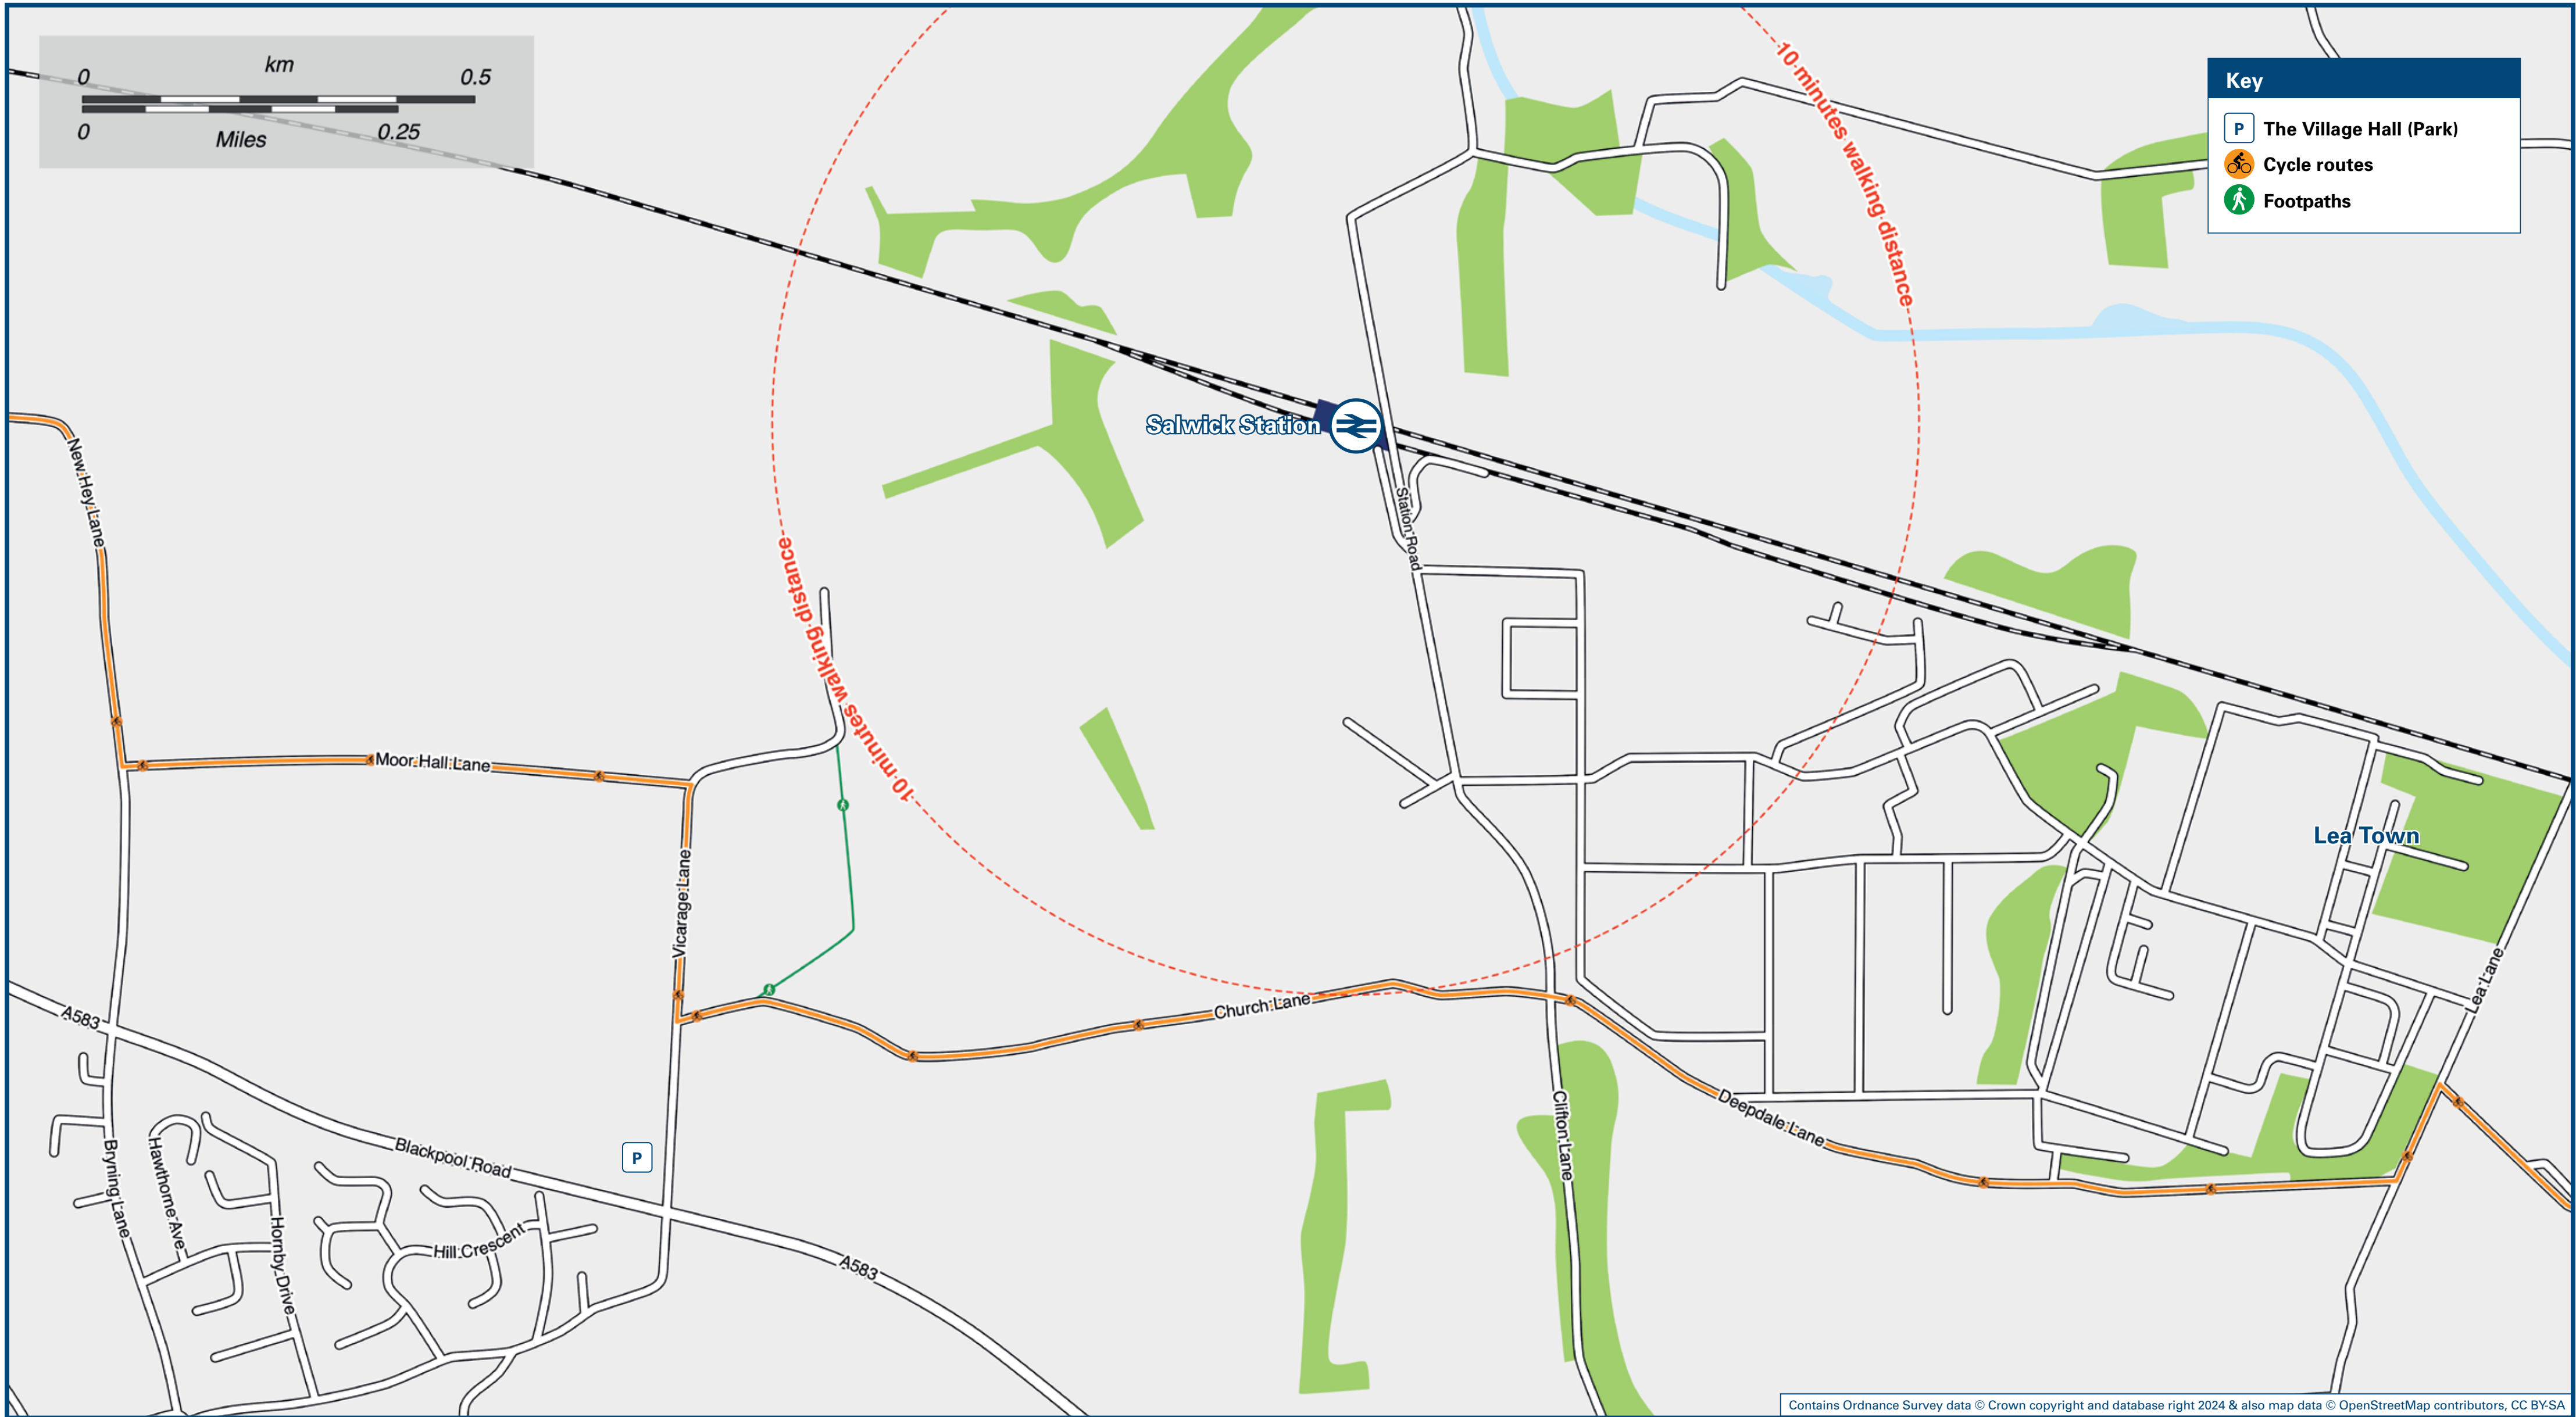 km
0
0.5
0
0.25
Miles
10 minutes walking distance
Key
P
The Village Hall (Park)
Cycle routes
Footpaths
Salwick Station
New Hey Lane
Station Road
10 minutes walking distance
Moor Hall Lane
Lea Town
Vicarage Lane
Lea Lane
Church Lane
A583
Deepdale Lane
Clifton Lane
Blackpool Road
P
Bryning Lane
Hawthorne Ave
Hornby Drive
Hill Crescent
A583
Contains Ordnance Survey data © Crown copyright and database right 2024 & also map data © OpenStreetMap contributors, CC BY-SA